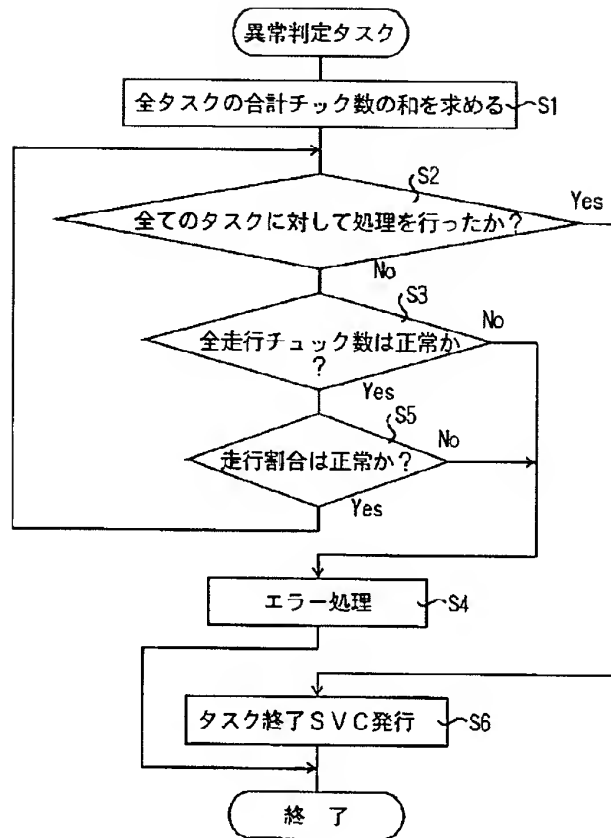 異常判定タスク
全タスクの合計チック数の和を求める
S1
S2
全てのタスクに対して処理を行ったか?
Yes
No
S3
全走行チェック数は正常か
?
No
Yes
S5
走行割合は正常か?
No
Yes
エラー処理
S4
タスク終了SVC発行
S6
終 了